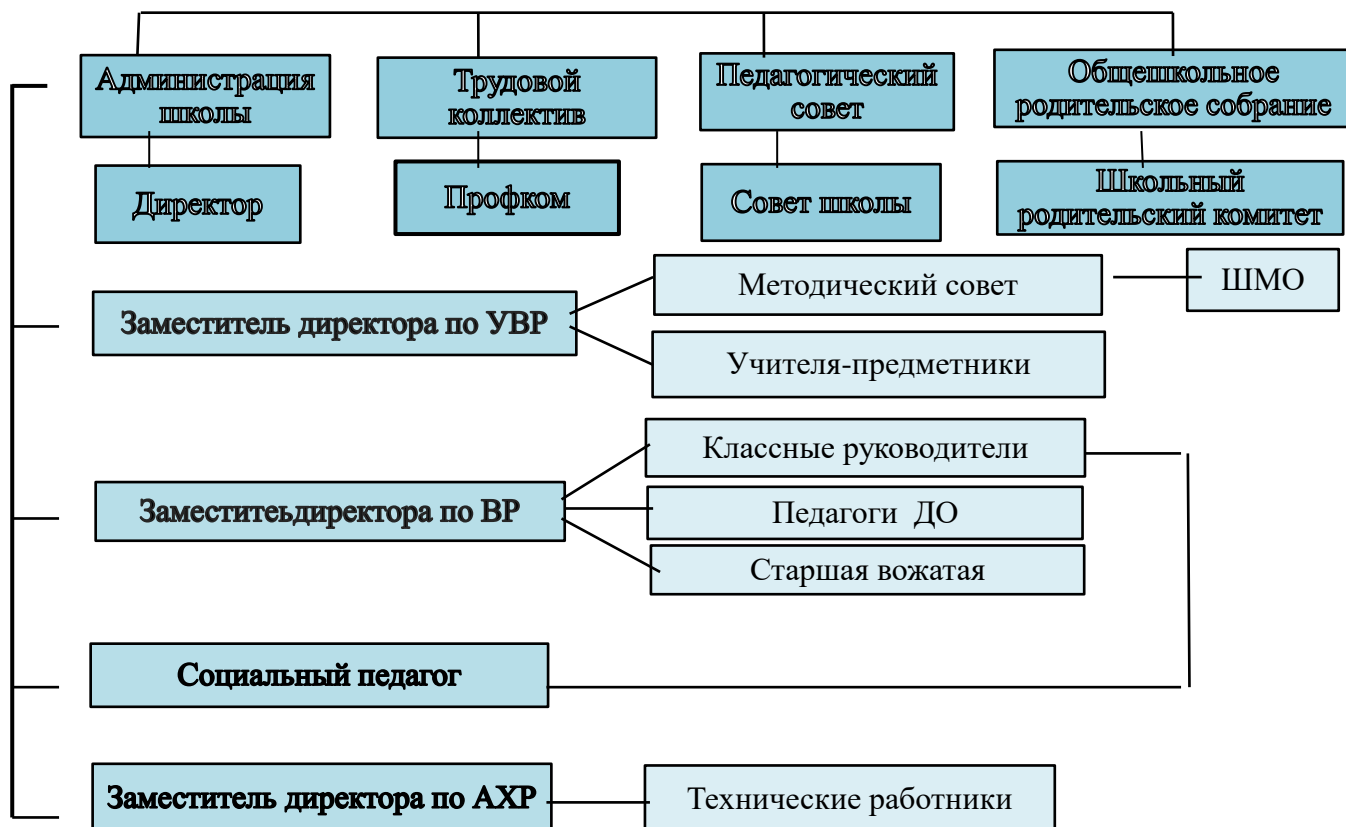 Администрация
школы
Трудовой
коллектив
Педагогический
совет
Общешкольное
родительское собрание
Директор
Профком
Совет школы
Школьный
родительский комитет
Методический совет
ШМО
Заместитель директора по УВР
Учителя-предметники
Классные руководители
Заместитеьдиректора по ВР
Педагоги ДО
Старшая вожатая
Социальный педагог
Заместитель директора по АХР
Технические работники